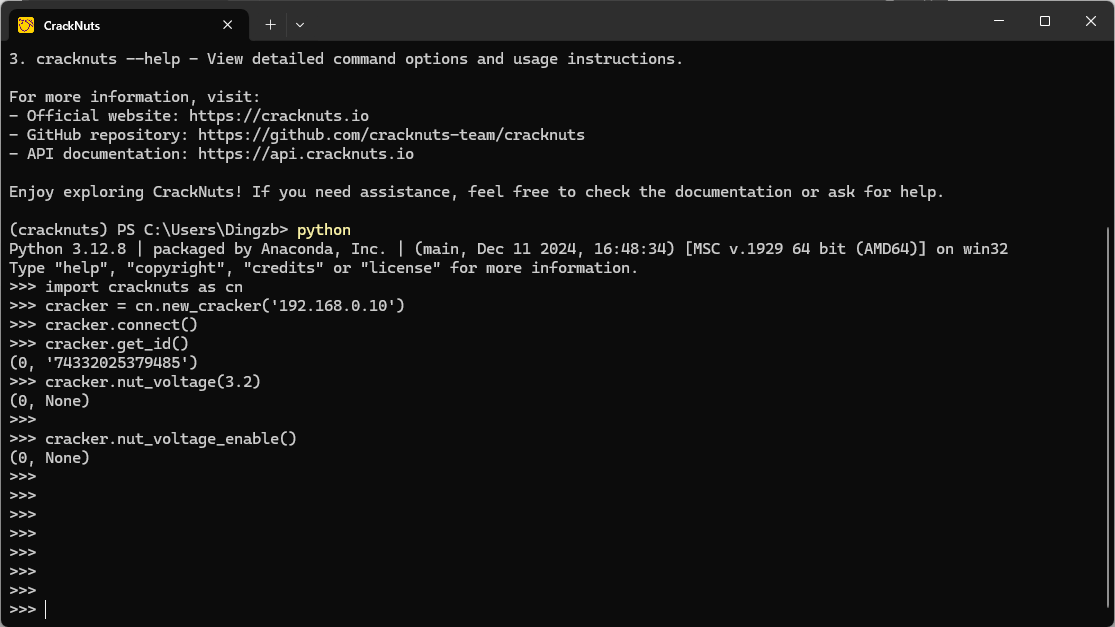 CrackNuts
3. cracknuts --help - View detailed command options and usage instructions.
For more information, visit:
- Official website: https://cracknuts.io
- GitHub repository: https://github.com/cracknuts-team/cracknuts
- API documentation: https://api.cracknuts.io
Enjoy exploring CrackNuts! If you need assistance, feel free to check the documentation or ask for help.
(cracknuts) PS C:\Users\Dingzb> python
Python 3.12.8 | packaged by Anaconda, Inc. | (main, Dec 11 2024, 16:48:34) [MSC v.1929 64 bit (AMD64)] on win32
Type "help", "copyright", "credits" or "license" for more information.
>>> import cracknuts as cn
>>> cracker = cn.new_cracker('192.168.0.10')
>>> cracker.connect()
>>> cracker.get_id()
(0, '74332025379485')
>>> cracker.nut_voltage(3.2)
(0, None)
>>>
>>> cracker.nut_voltage_enable()
(0, None)
>>>
>>>
>>>
>>>
>>>
>>>
>>>
>>>